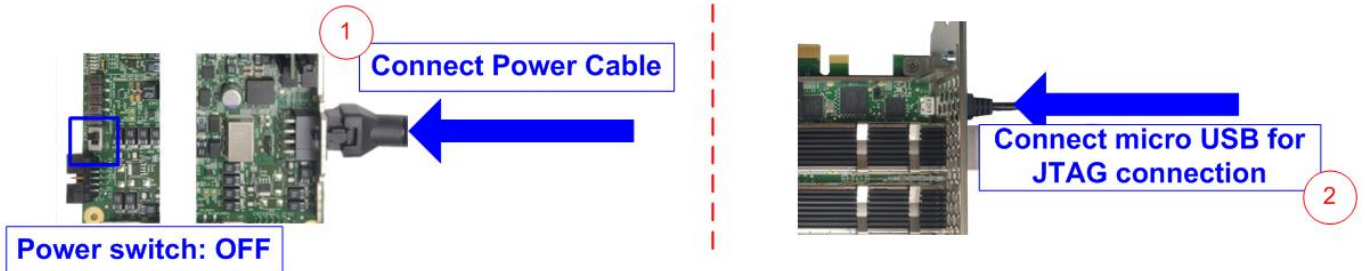 1
Connect Power Cable
Power switch: OFF
Connect micro USB for
JTAG connection
2